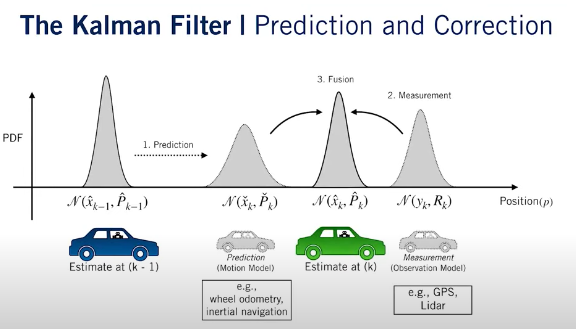 The Kalman Filter | Prediction and Correction
3. Fusion
2. Measurement
PDF
1. Prediction
𝒩(x̂ₖ₋₁, P̂ₖ₋₁)
𝒩(x̌ₖ, P̌ₖ)
𝒩(x̂ₖ, P̂ₖ)
𝒩(yₖ, Rₖ)
Position(p)
Estimate at (k - 1)
Prediction
(Motion Model)
Estimate at (k)
Measurement
(Observation Model)
e.g.,
wheel odometry,
inertial navigation
e.g., GPS,
Lidar